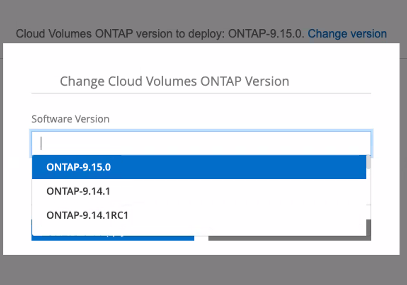 Cloud Volumes ONTAP version to deploy: ONTAP-9.15.0. Change version
Change Cloud Volumes ONTAP Version
Software Version
ONTAP-9.15.0
ONTAP-9.14.1
ONTAP-9.14.1RC1